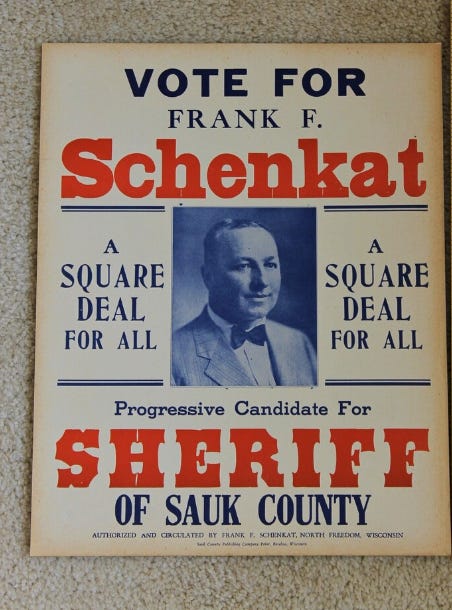 VOTE FOR
FRANK F.
Schenkat
A
SQUARE
DEAL
FOR ALL
A
SQUARE
DEAL
FOR ALL
Progressive Candidate For
SHERIFF
OF SAUK COUNTY
AUTHORIZED AND CIRCULATED BY FRANK F. SCHENKAT, NORTH FREEDOM, WISCONSIN
Sauk County Publishing Company Print, Baraboo, Wisconsin